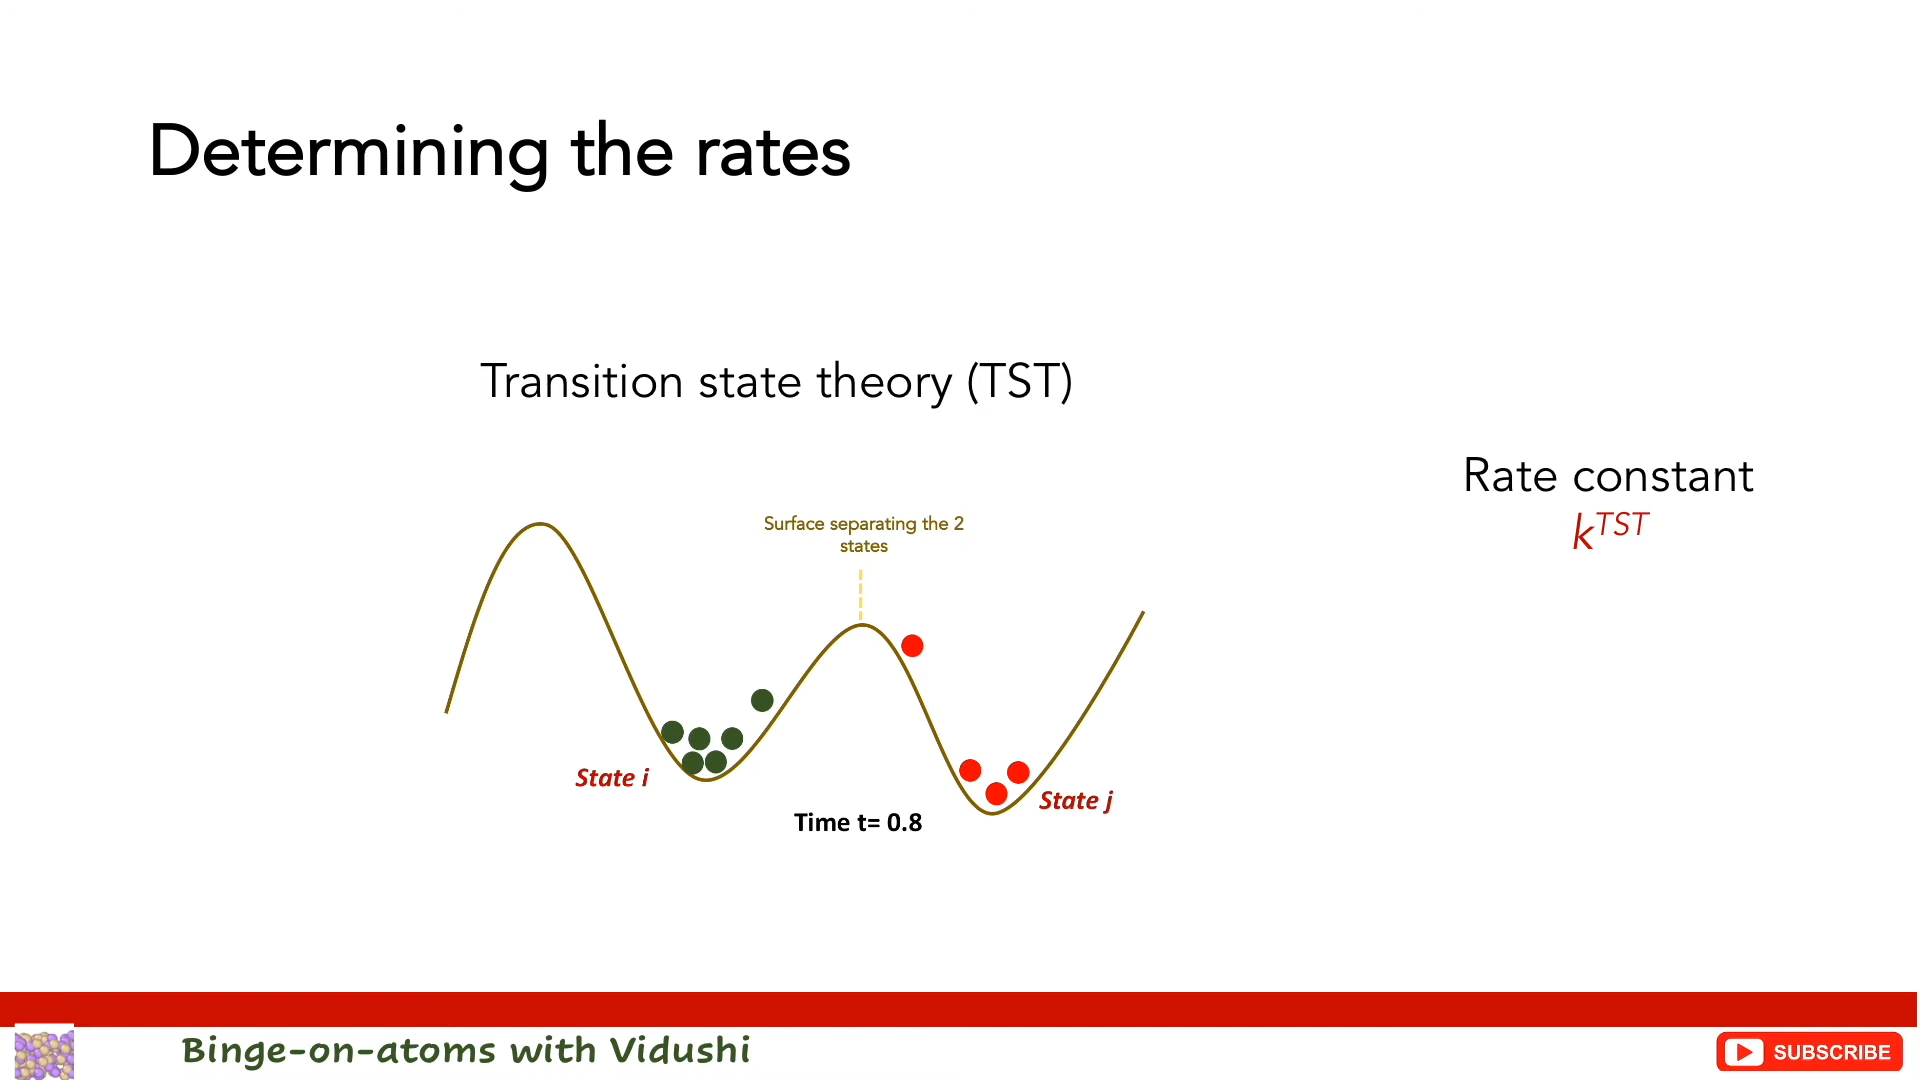 Determining the rates
Transition state theory (TST)
Rate constant
k^TST
Surface separating the 2
states
State i
State j
Time t= 0.8
Binge-on-atoms with Vidushi
SUBSCRIBE